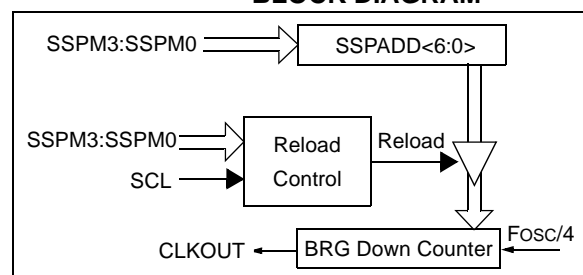 BLOCK DIAGRAM
SSPM3:SSPM0
SSPADD<6:0>
SSPM3:SSPM0
SCL
Reload
Control
Reload
CLKOUT
BRG Down Counter
FOSC/4